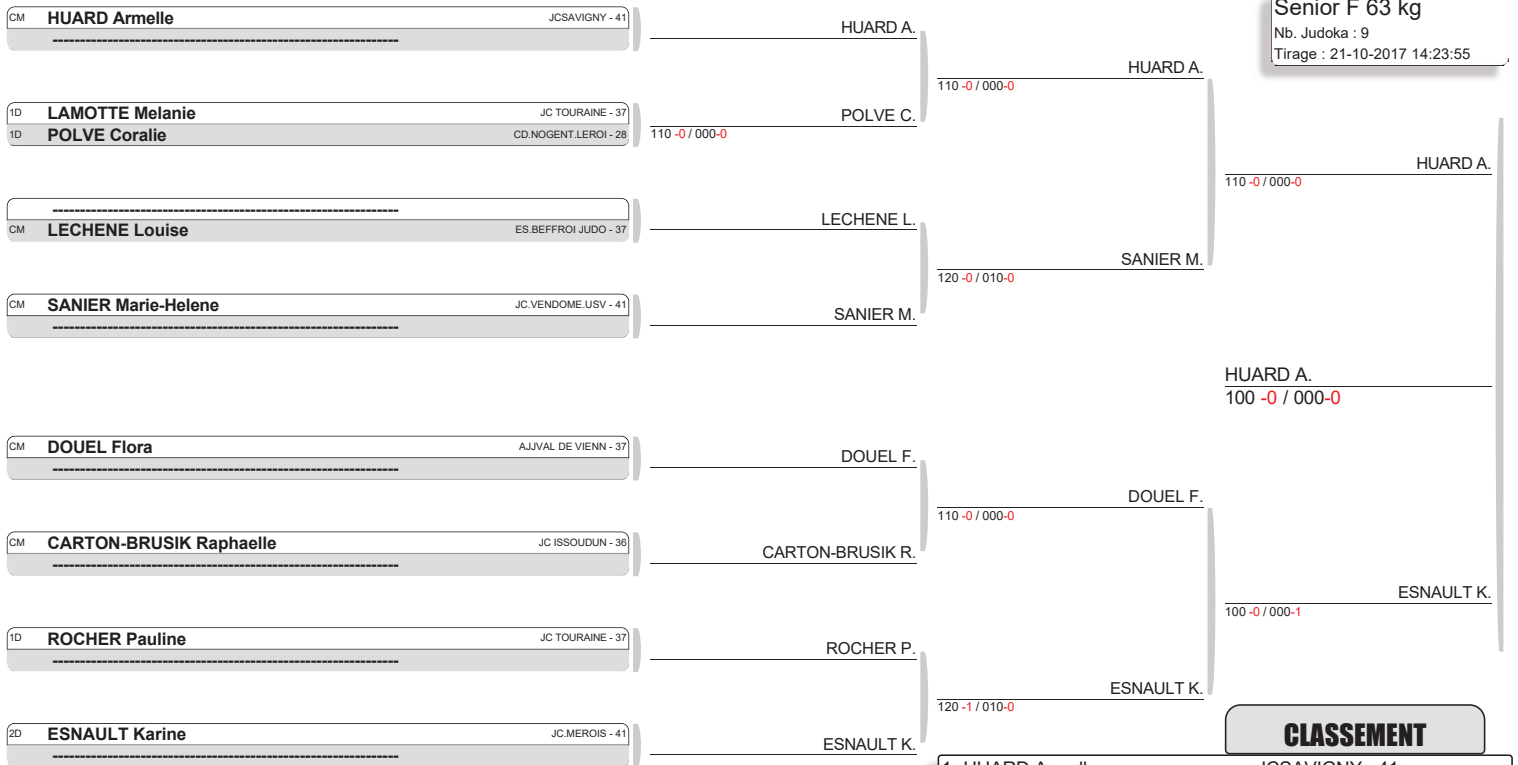 Senior F 63 kg
Nb. Judoka : 9
Tirage : 21-10-2017 14:23:55
CM HUARD Armelle JCSAVIGNY - 41
----------------------------------------------------------------
1D LAMOTTE Melanie JC TOURAINE - 37
1D POLVE Coralie CD.NOGENT.LEROI - 28
----------------------------------------------------------------
CM LECHENE Louise ES.BEFFROI JUDO - 37
CM SANIER Marie-Helene JC.VENDOME.USV - 41
----------------------------------------------------------------
CM DOUEL Flora AJJVAL DE VIENN - 37
----------------------------------------------------------------
CM CARTON-BRUSIK Raphaelle JC ISSOUDUN - 36
----------------------------------------------------------------
1D ROCHER Pauline JC TOURAINE - 37
----------------------------------------------------------------
2D ESNAULT Karine JC.MEROIS - 41
----------------------------------------------------------------
HUARD A.
POLVE C.
110 -0 / 000-0
LECHENE L.
SANIER M.
DOUEL F.
CARTON-BRUSIK R.
ROCHER P.
ESNAULT K.
HUARD A.
110 -0 / 000-0
SANIER M.
120 -0 / 010-0
DOUEL F.
110 -0 / 000-0
ESNAULT K.
120 -1 / 010-0
HUARD A.
110 -0 / 000-0
ESNAULT K.
100 -0 / 000-1
HUARD A.
100 -0 / 000-0
CLASSEMENT